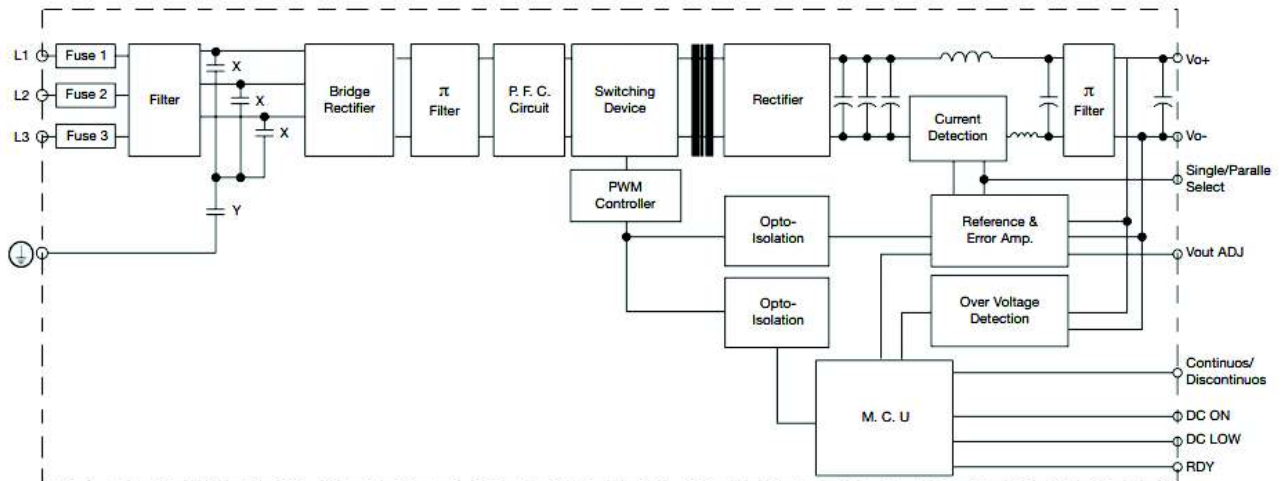 L1
Fuse 1
L2
Fuse 2
L3
Fuse 3
Filter
X
X
X
Y
Bridge
Rectifier
π
Filter
P. F. C.
Circuit
Switching
Device
PWM
Controller
Rectifier
Current
Detection
π
Filter
Vo+
Vo-
Single/Paralle
Select
Opto-
Isolation
Reference &
Error Amp.
Vout ADJ
Opto-
Isolation
Over Voltage
Detection
M. C. U
Continuos/
Discontinuos
DC ON
DC LOW
RDY